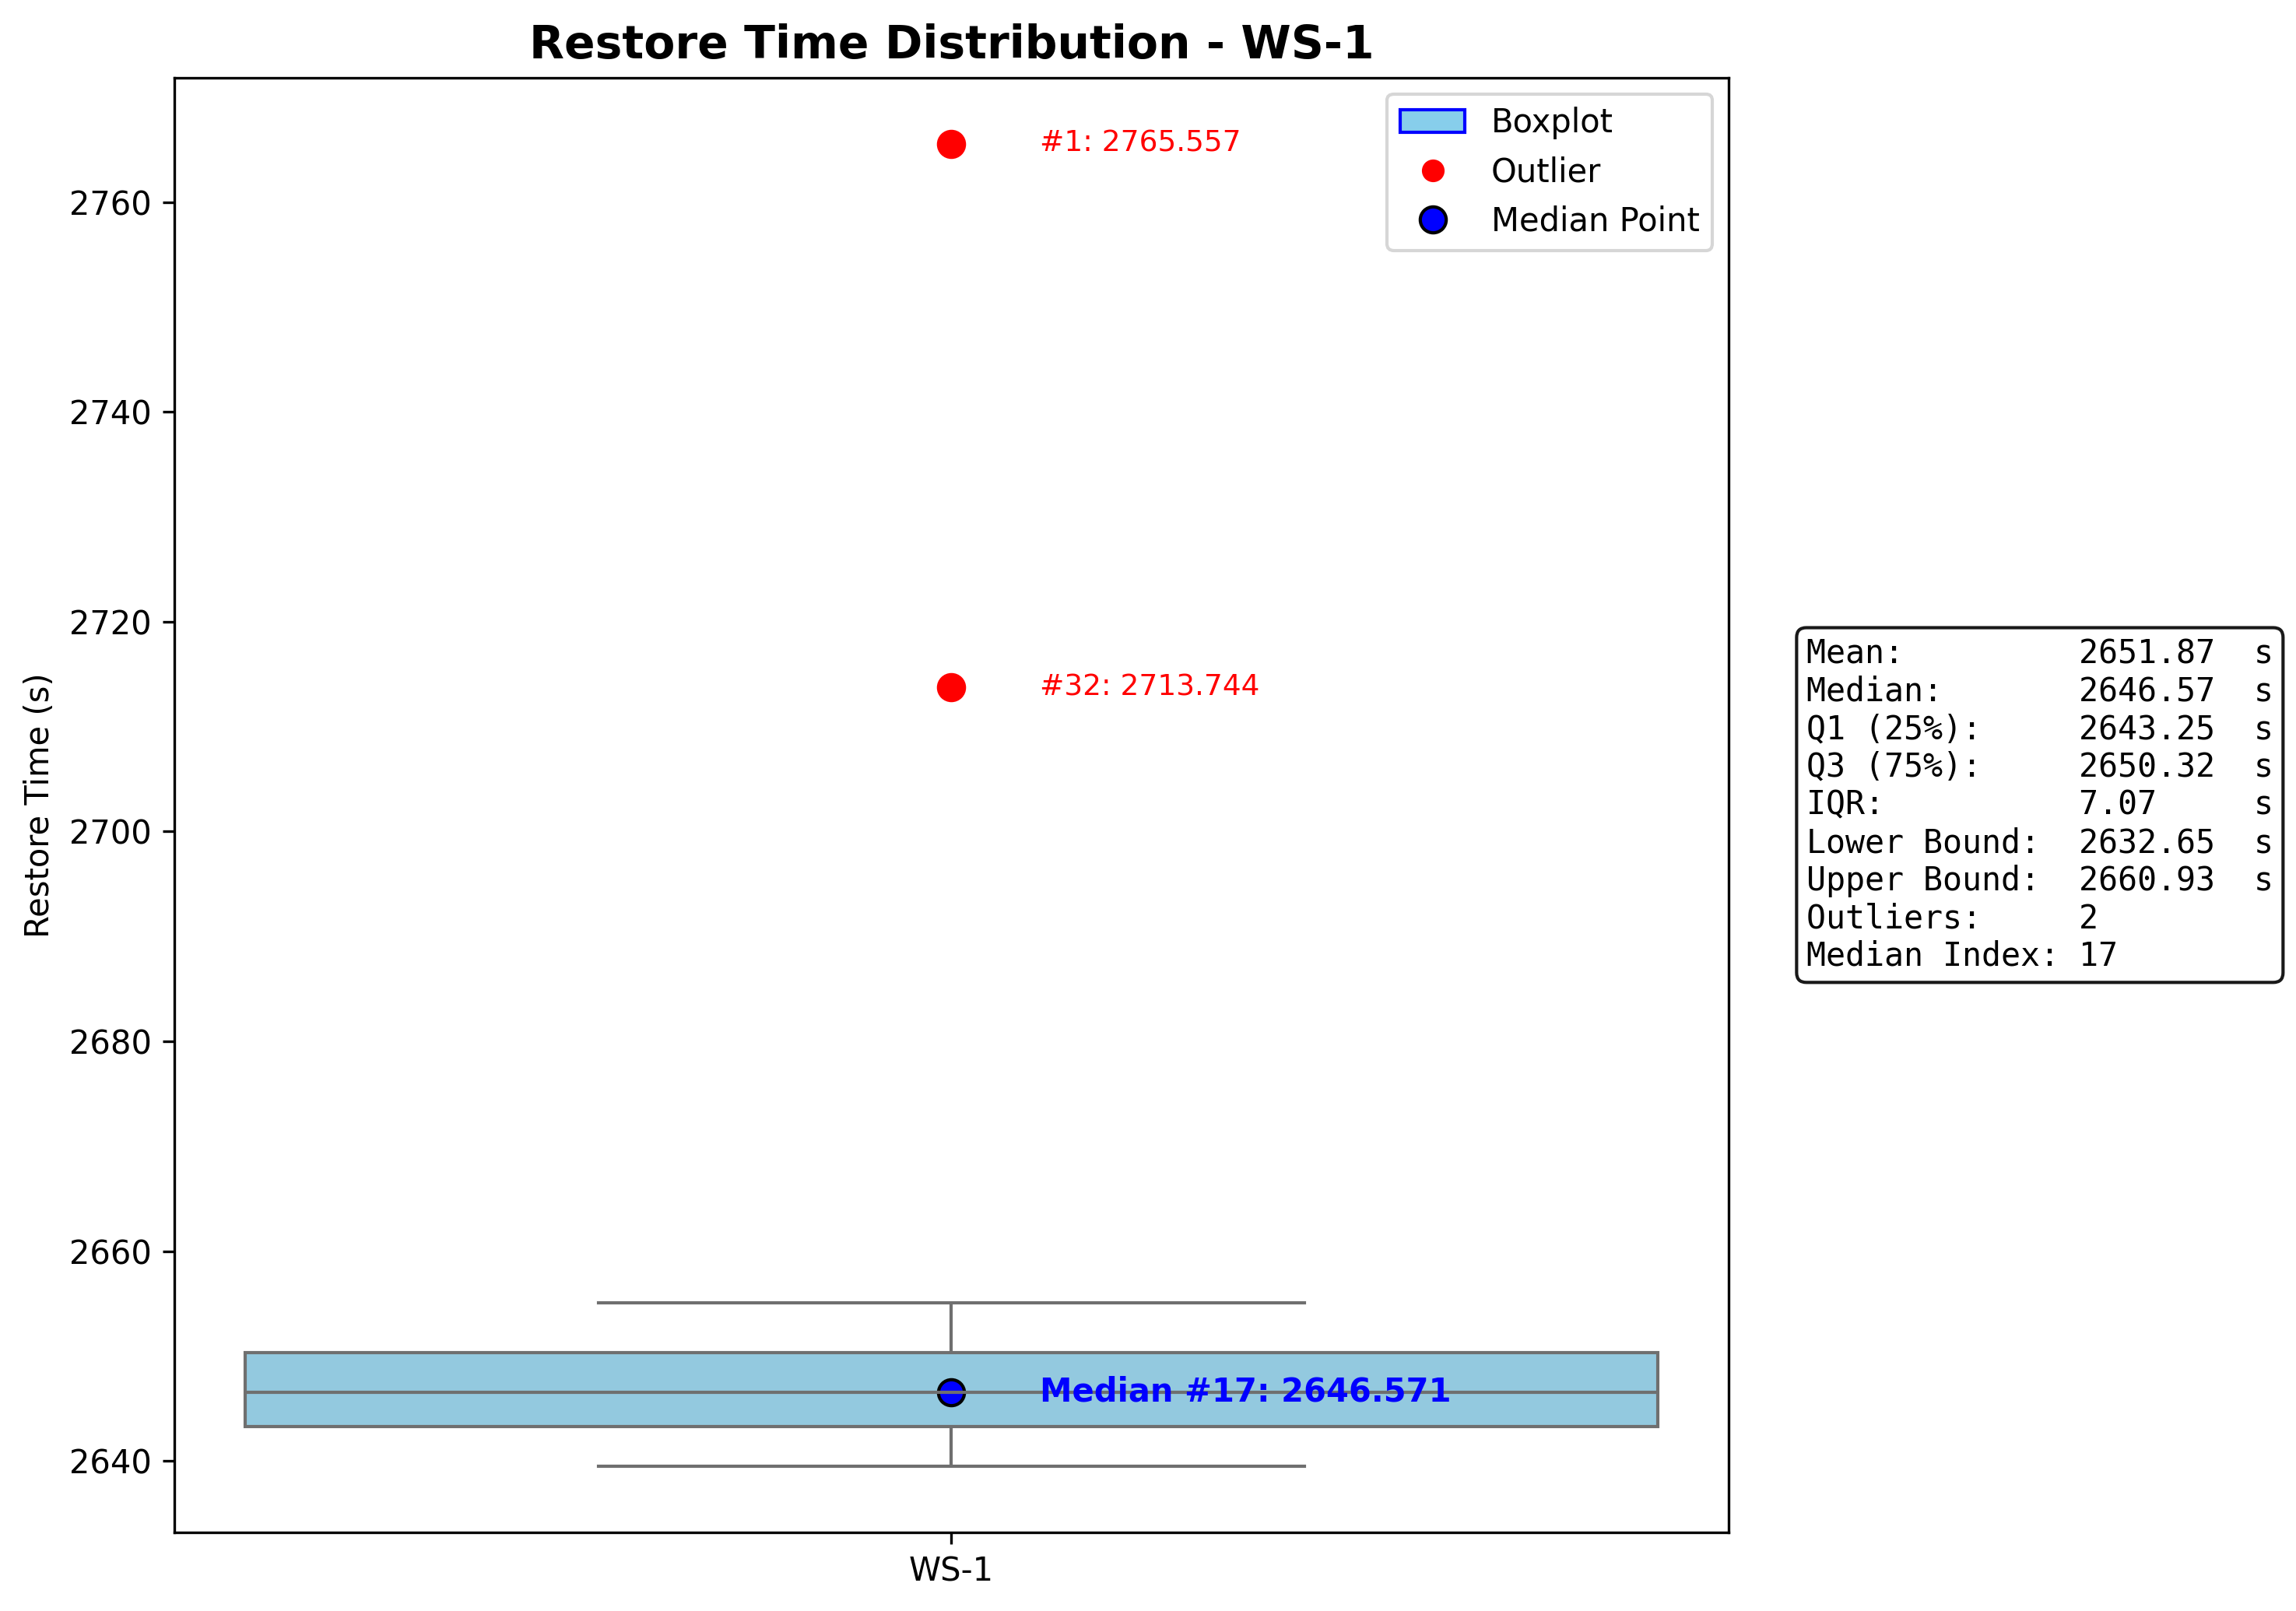 Restore Time Distribution - WS-1
Boxplot
Outlier
Median Point
#1: 2765.557
#32: 2713.744
Median #17: 2646.571
Restore Time (s)
2760
2740
2720
2700
2680
2660
2640
WS-1
Mean: 2651.87 s
Median: 2646.57 s
Q1 (25%): 2643.25 s
Q3 (75%): 2650.32 s
IQR: 7.07 s
Lower Bound: 2632.65 s
Upper Bound: 2660.93 s
Outliers: 2
Median Index: 17